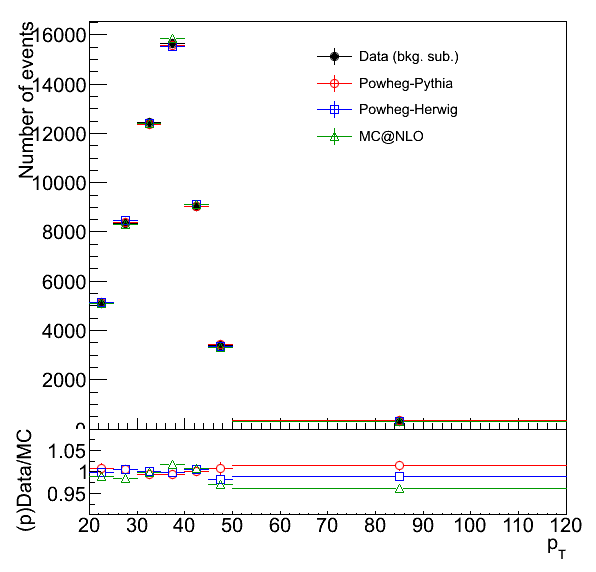 Number of events
16000
14000
12000
10000
8000
6000
4000
2000
0
Data (bkg. sub.)
Powheg-Pythia
Powheg-Herwig
MC@NLO
(p)Data/MC
1.05
1
0.95
20 30 40 50 60 70 80 90 100 110 120
p_T